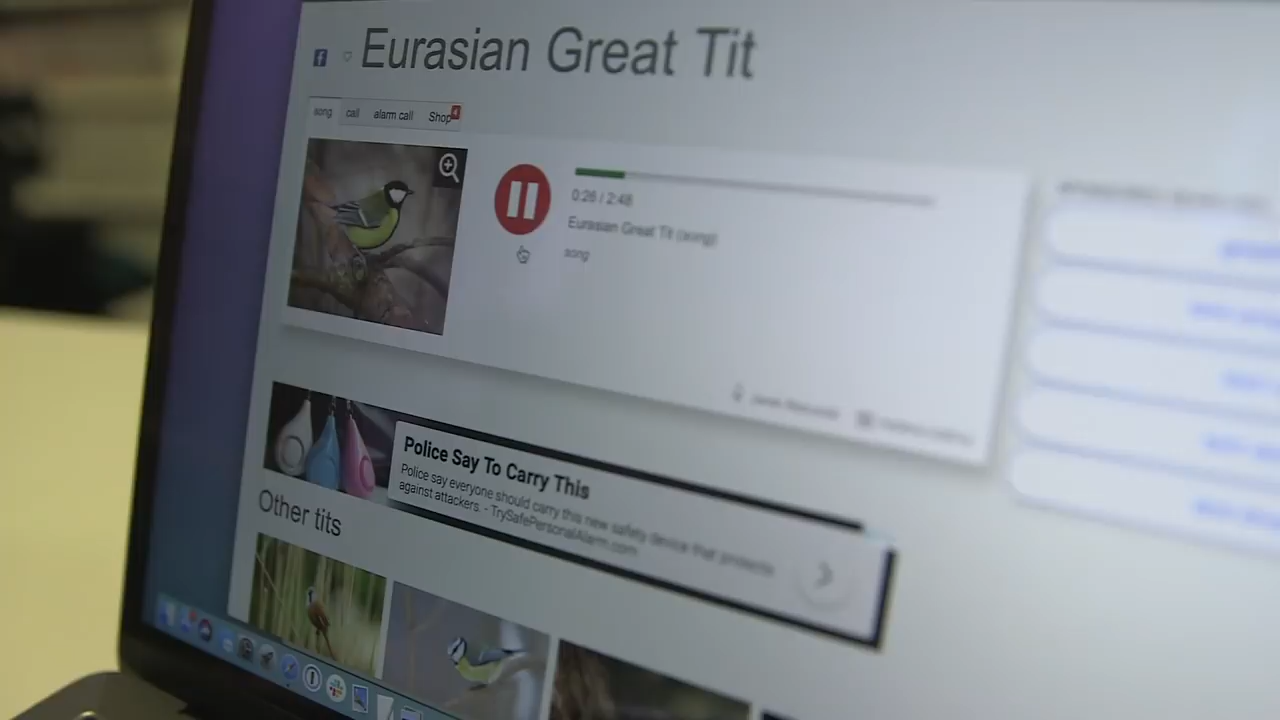 Eurasian Great Tit
song call alarm call Shop 4
0:26 / 2:48
Eurasian Great Tit (song)
song
Police Say To Carry This
Police say everyone should carry this new safety device that protects
against attackers. - TrySafePersonalAlarm.com
Other tits